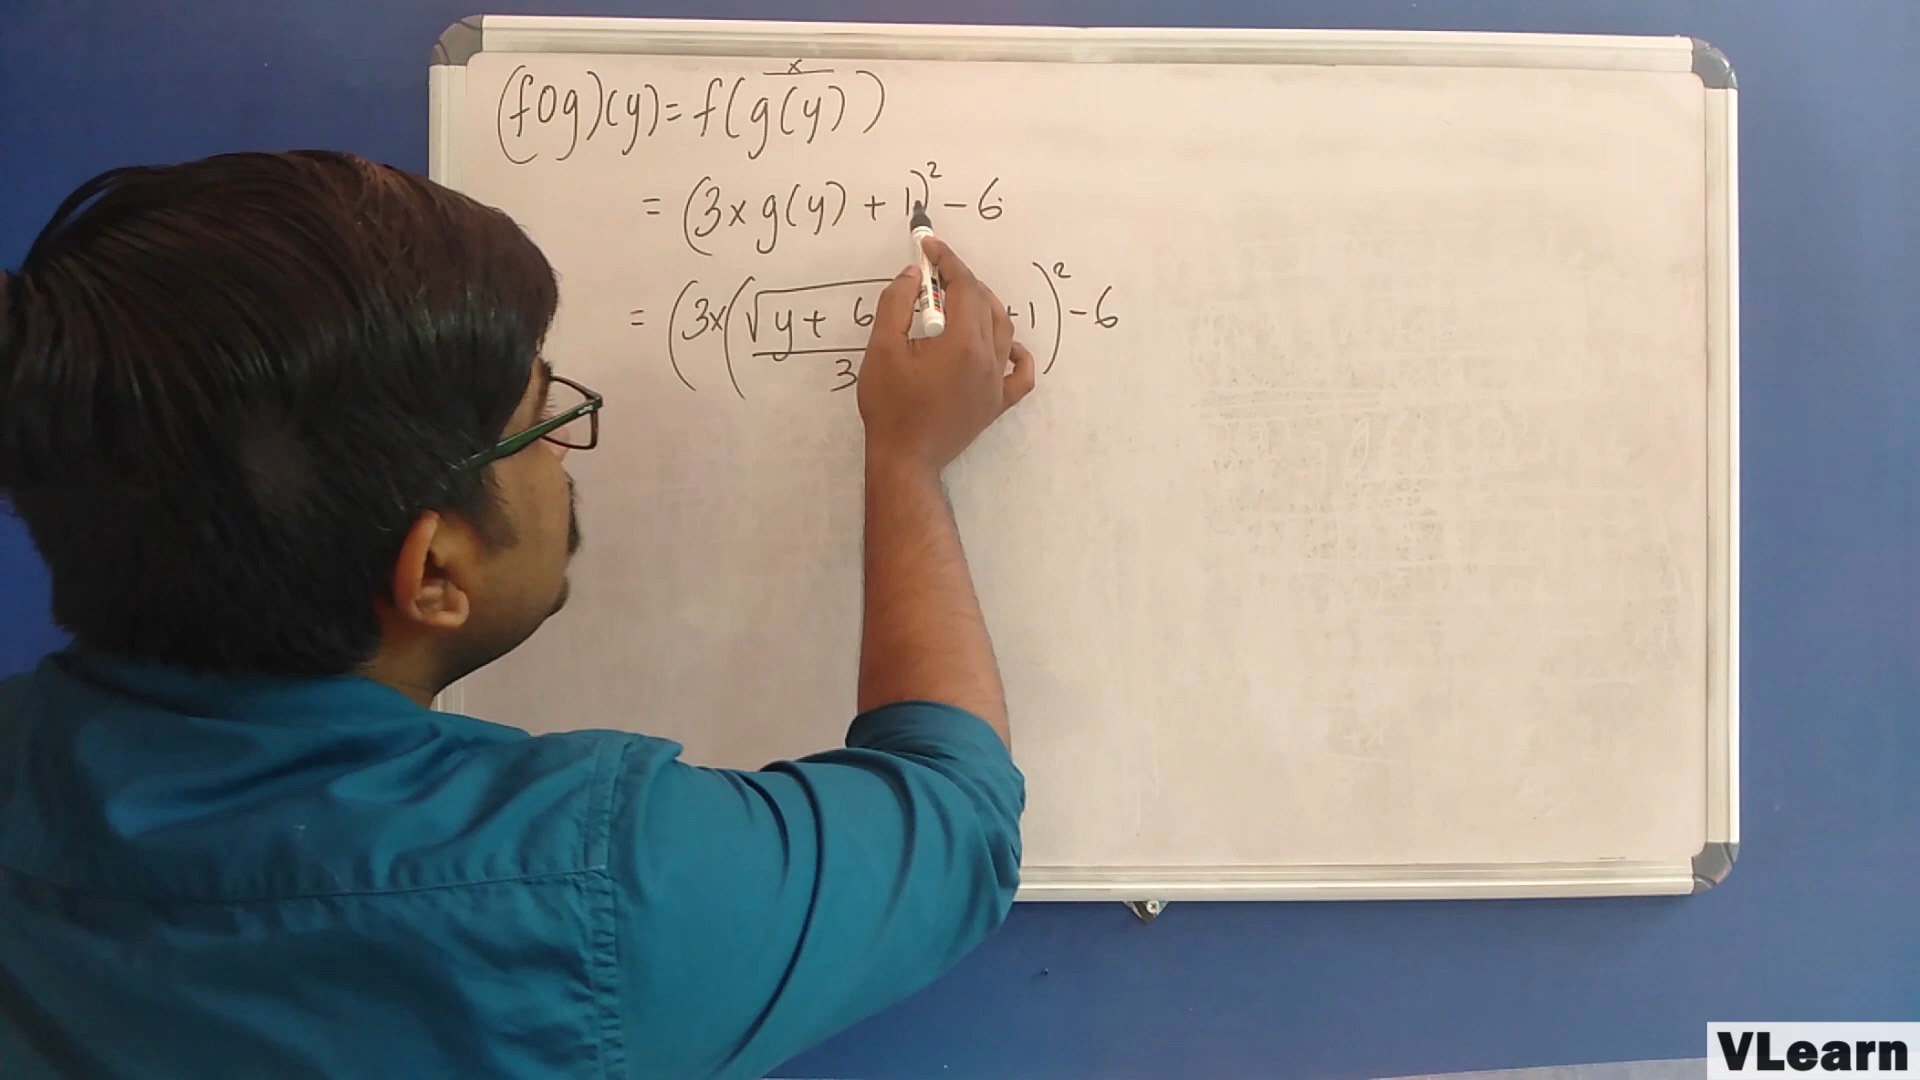 x
(fog)(y) = f(g(y))
= (3x g(y) + 1)² - 6
= (3x(√y + 6 +1)² - 6
3
VLearn